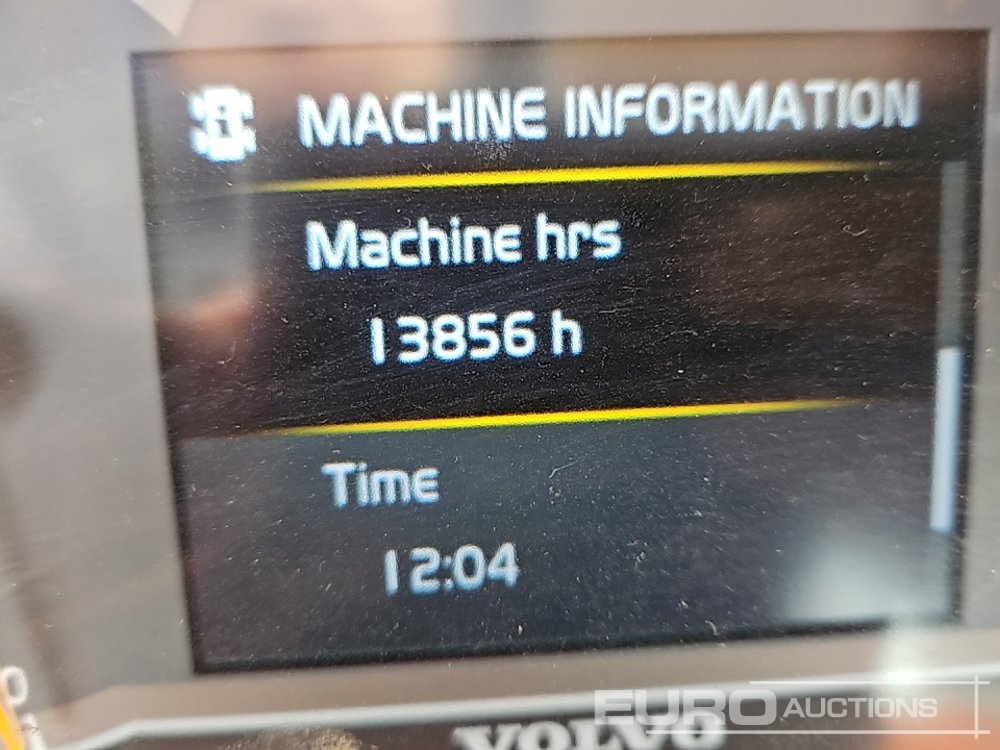 MACHINE INFORMATION
Machine hrs
13856 h
Time
12:04
VOLVO
EURO AUCTIONS